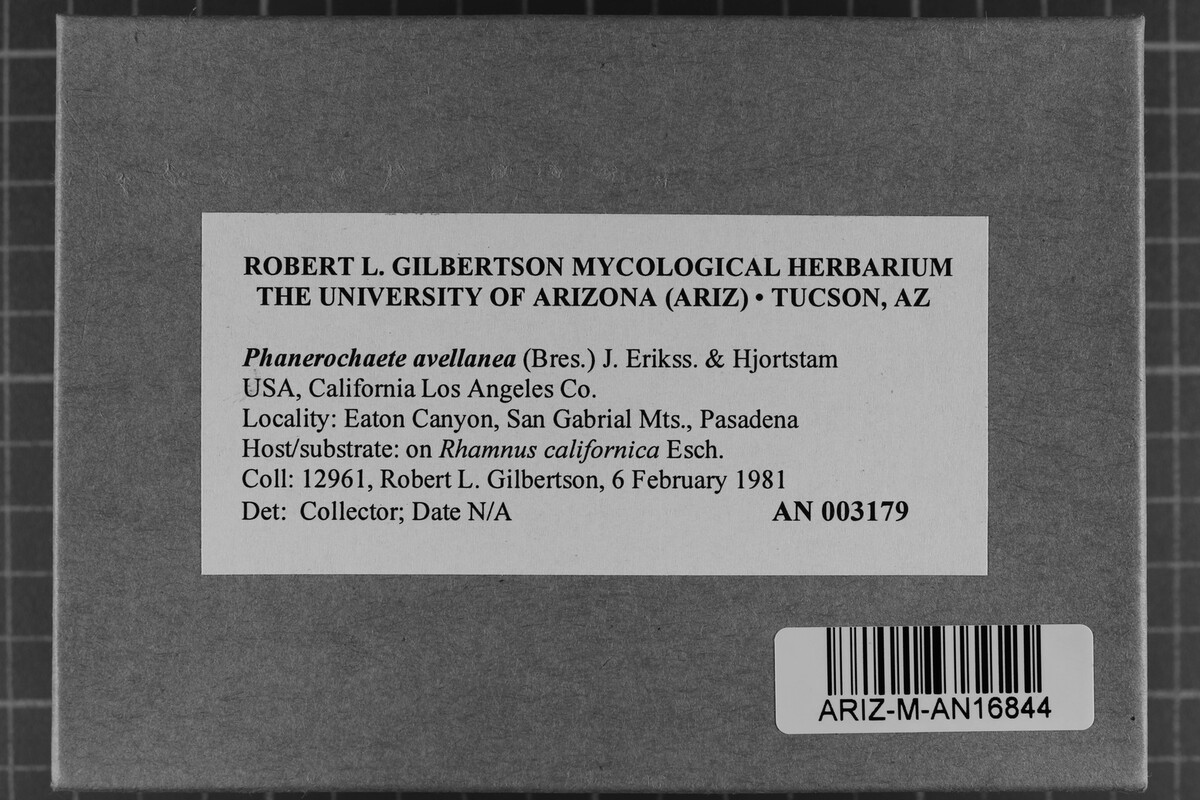 ROBERT L. GILBERTSON MYCOLOGICAL HERBARIUM
THE UNIVERSITY OF ARIZONA (ARIZ) • TUCSON, AZ
Phanerochaete avellanea (Bres.) J. Erikss. & Hjortstam
USA, California Los Angeles Co.
Locality: Eaton Canyon, San Gabrial Mts., Pasadena
Host/substrate: on Rhamnus californica Esch.
Coll: 12961, Robert L. Gilbertson, 6 February 1981
Det: Collector; Date N/A AN 003179
ARIZ-M-AN16844